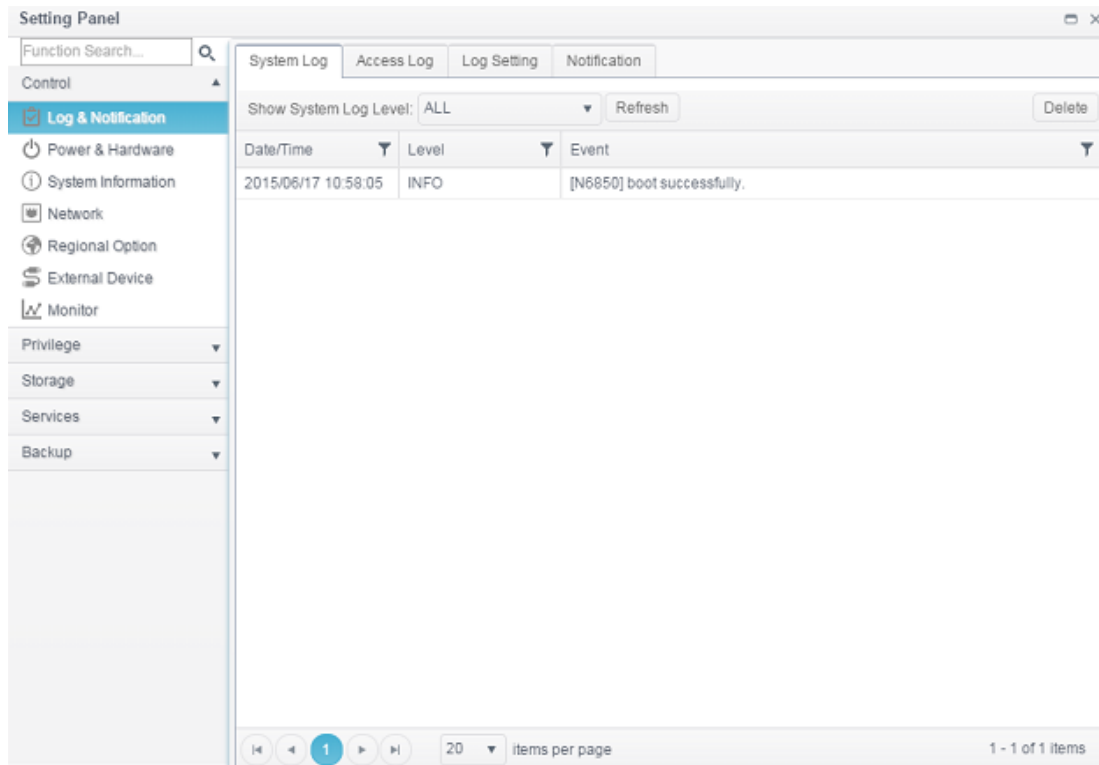 Setting Panel
Function Search...
Control
Log & Notification
Power & Hardware
System Information
Network
Regional Option
External Device
Monitor
Privilege
Storage
Services
Backup
System Log Access Log Log Setting Notification
Show System Log Level: ALL Refresh Delete
Date/Time Level Event
2015/06/17 10:58:05 INFO [N6850] boot successfully.
1 20 items per page 1 - 1 of 1 items